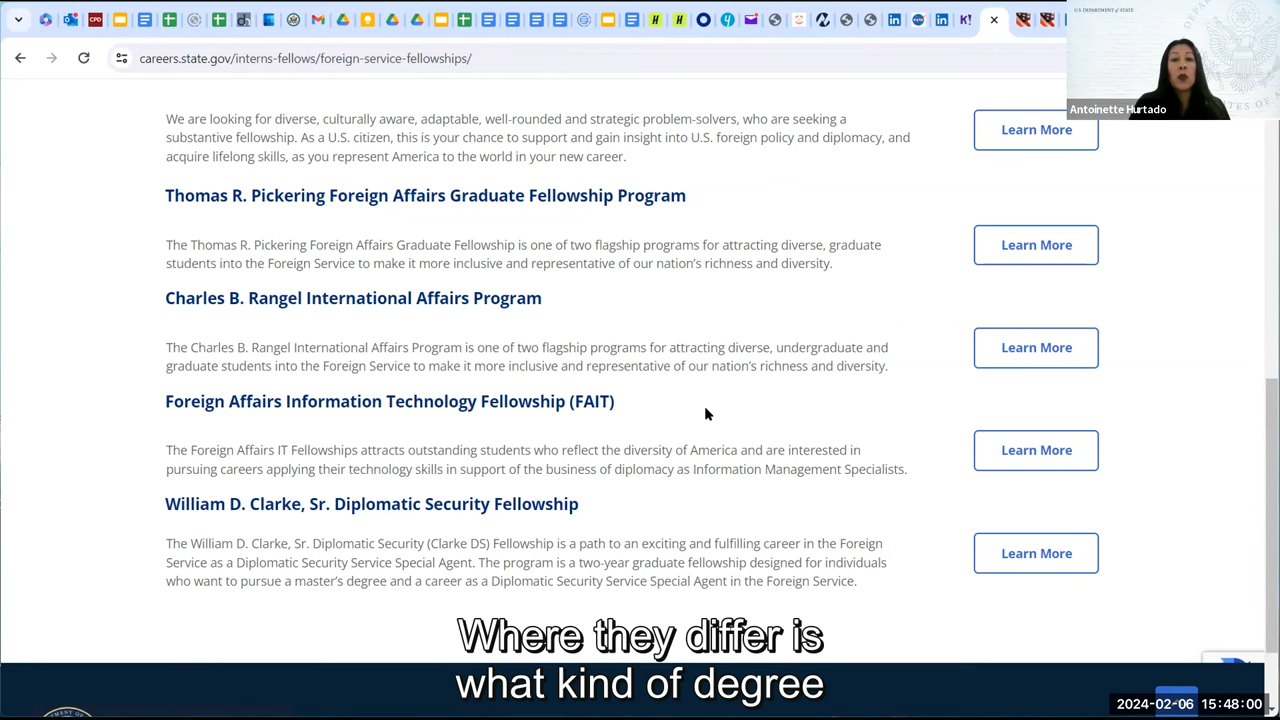 careers.state.gov/interns-fellows/foreign-service-fellowships/
U.S. DEPARTMENT of STATE
Antoinette Hurtado
We are looking for diverse, culturally aware, adaptable, well-rounded and strategic problem-solvers, who are seeking a
substantive fellowship. As a U.S. citizen, this is your chance to support and gain insight into U.S. foreign policy and diplomacy, and
acquire lifelong skills, as you represent America to the world in your new career.
Learn More
Thomas R. Pickering Foreign Affairs Graduate Fellowship Program
The Thomas R. Pickering Foreign Affairs Graduate Fellowship is one of two flagship programs for attracting diverse, graduate
students into the Foreign Service to make it more inclusive and representative of our nation's richness and diversity.
Learn More
Charles B. Rangel International Affairs Program
The Charles B. Rangel International Affairs Program is one of two flagship programs for attracting diverse, undergraduate and
graduate students into the Foreign Service to make it more inclusive and representative of our nation's richness and diversity.
Learn More
Foreign Affairs Information Technology Fellowship (FAIT)
The Foreign Affairs IT Fellowships attracts outstanding students who reflect the diversity of America and are interested in
pursuing careers applying their technology skills in support of the business of diplomacy as Information Management Specialists.
Learn More
William D. Clarke, Sr. Diplomatic Security Fellowship
The William D. Clarke, Sr. Diplomatic Security (Clarke DS) Fellowship is a path to an exciting and fulfilling career in the Foreign
Service as a Diplomatic Security Service Special Agent. The program is a two-year graduate fellowship designed for individuals
who want to pursue a master's degree and a career as a Diplomatic Security Service Special Agent in the Foreign Service.
Learn More
Where they differ is
what kind of degree
2024-02-06 15:48:00